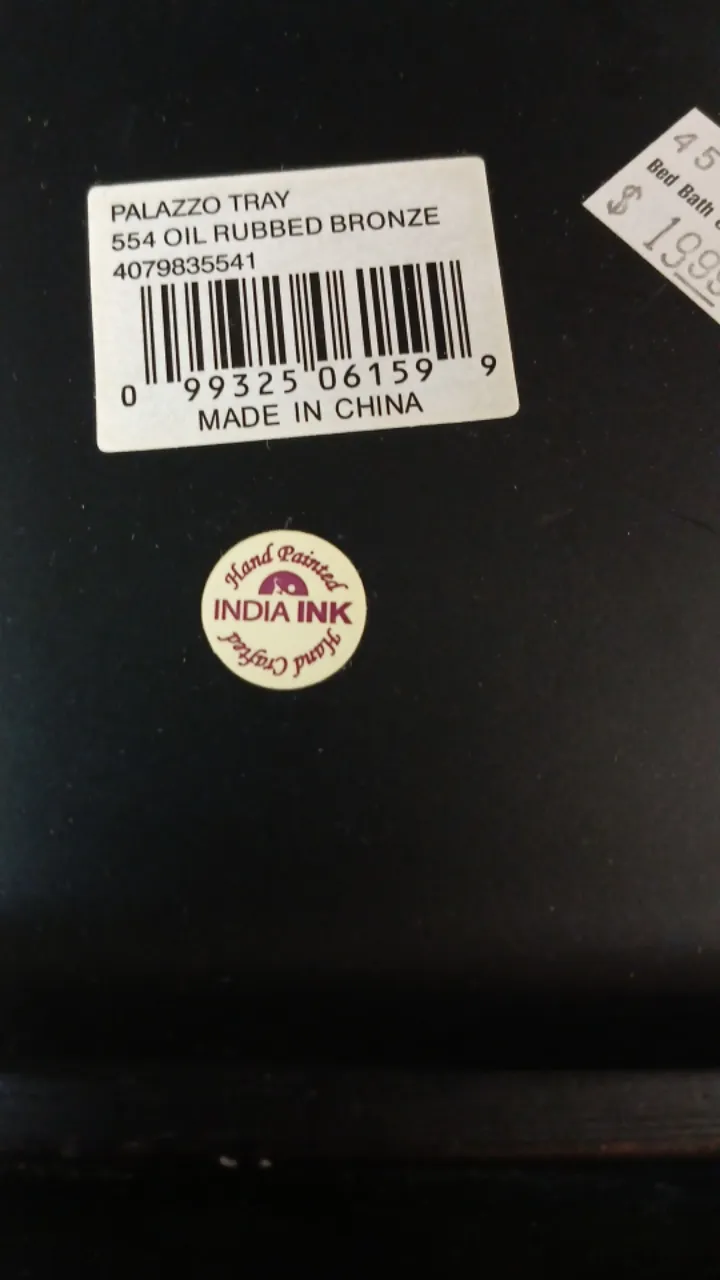 PALAZZO TRAY
554 OIL RUBBED BRONZE
4079835541
0 99325 06159 9
MADE IN CHINA
45
Bed Bath
$ 1999
Hand Painted
INDIA INK
Hand Crafted